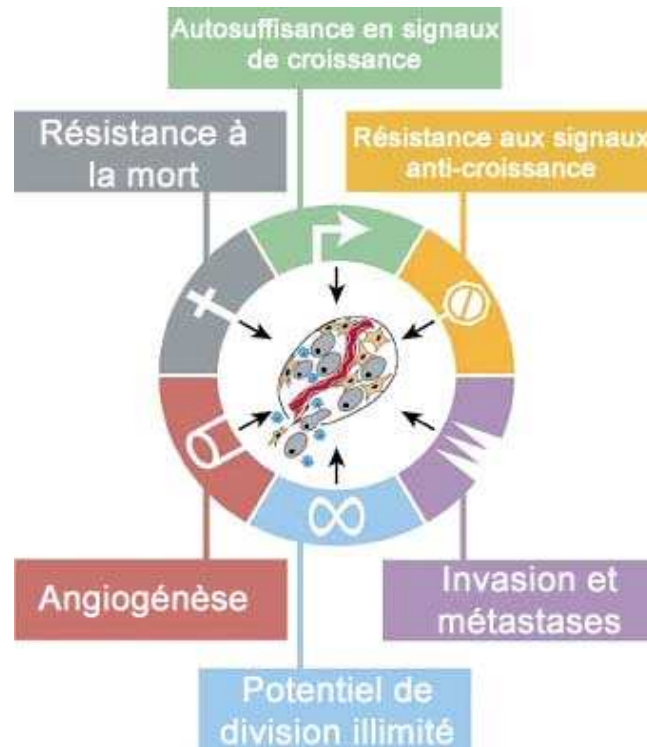 Autosuffisance en signaux
de croissance
Résistance à
la mort
Résistance aux signaux
anti-croissance
Angiogénèse
Invasion et
métastases
Potentiel de
division illimité